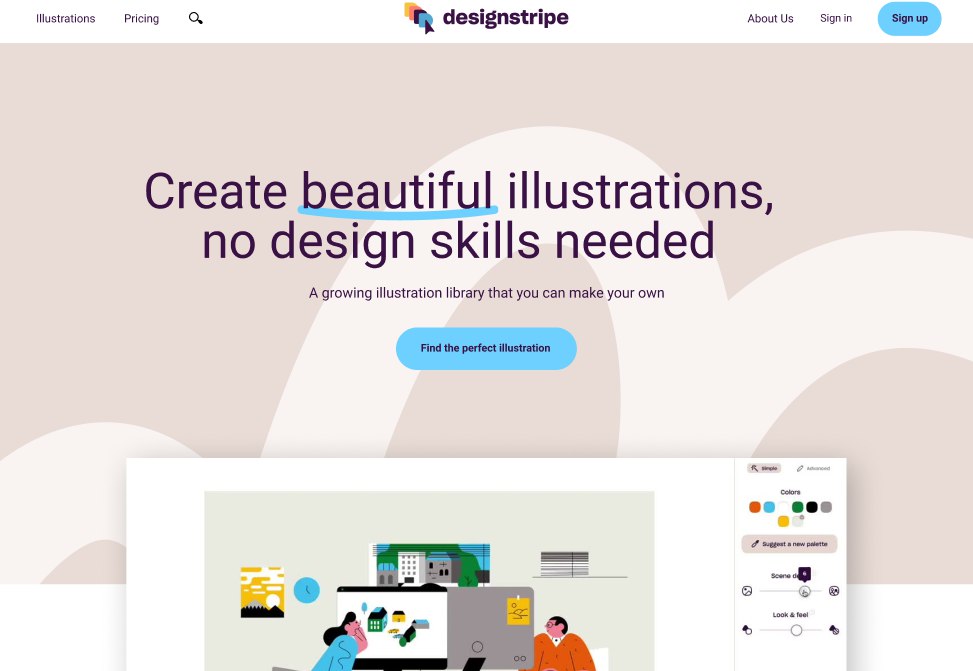 Illustrations Pricing designstripe About Us Sign in Sign up
Create beautiful illustrations,
no design skills needed
A growing illustration library that you can make your own
Find the perfect illustration
Simple Advanced
Colors
Suggest a new palette
Scene de
6
Look & feel